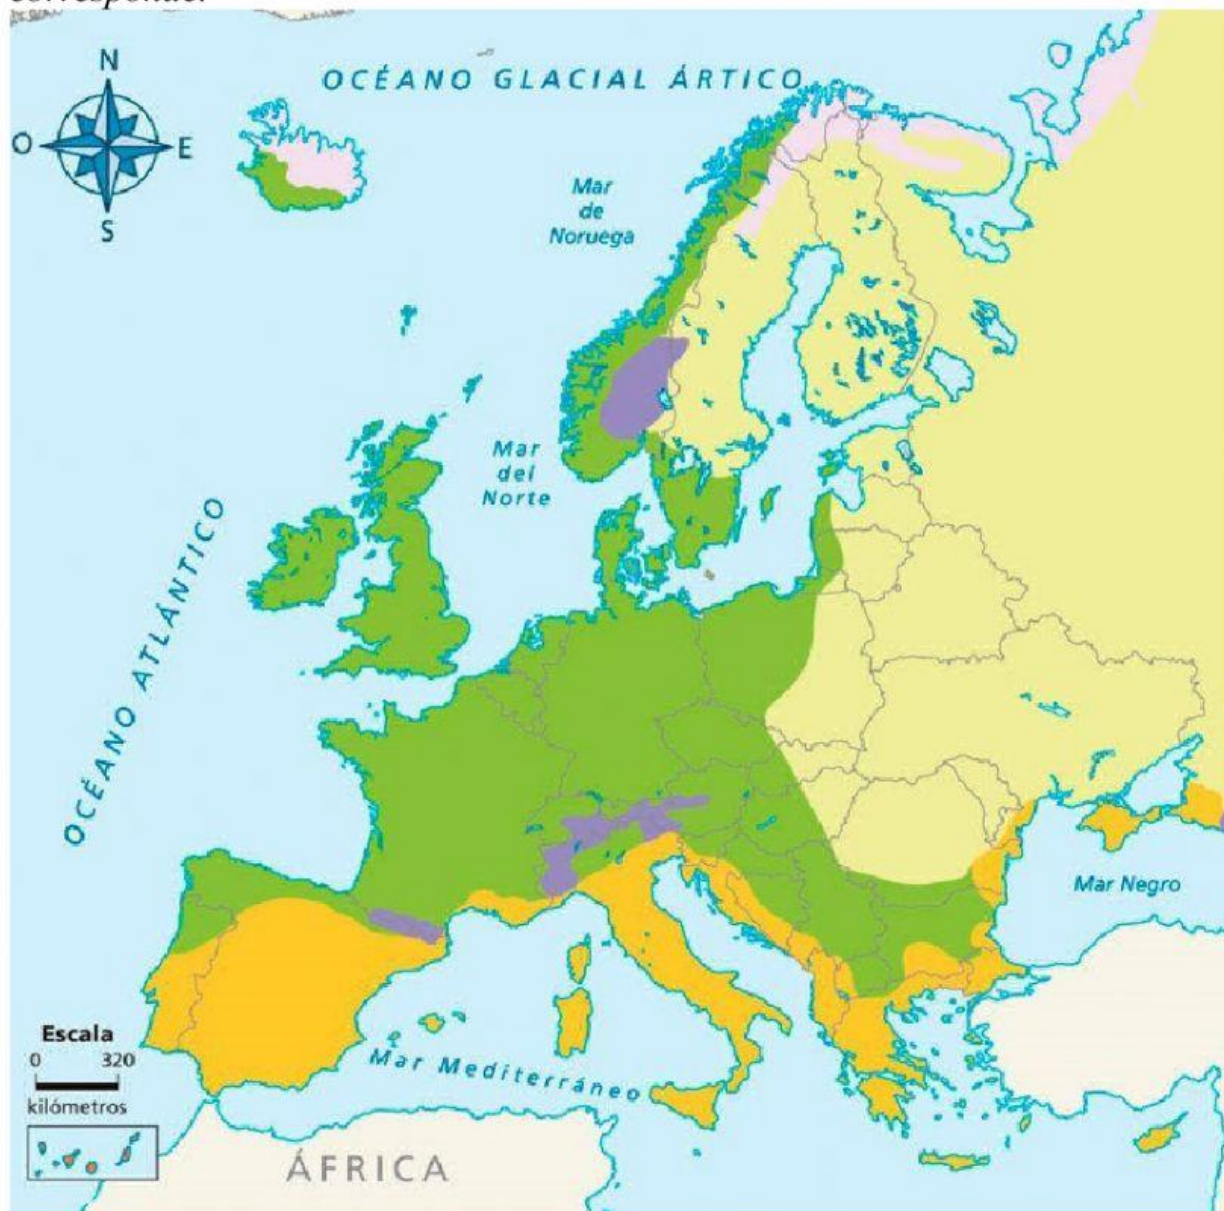 corresponde.
N
OCÉANO GLACIAL ÁRTICO
O
E
S
Mar
de
Noruega
Mar
del
Norte
OCÉANO ATLÁNTICO
Mar Negro
Escala
0 320
kilómetros
Mar Mediterráneo
ÁFRICA